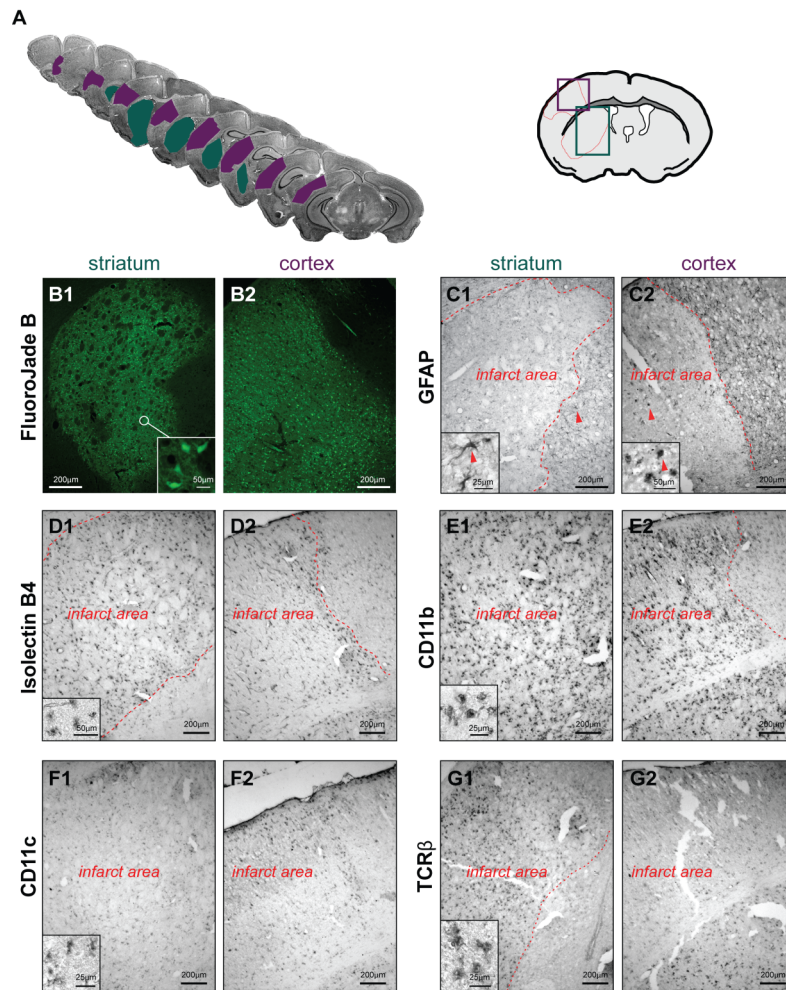 A
striatum
cortex
striatum
cortex
FluoroJade B
B1
50µm
200µm
B2
200µm
GFAP
C1
infarct area
25µm
200µm
C2
infarct area
50µm
200µm
Isolectin B4
D1
infarct area
50µm
200µm
D2
infarct area
200µm
CD11b
E1
infarct area
25µm
200µm
E2
infarct area
200µm
CD11c
F1
infarct area
25µm
200µm
F2
infarct area
200µm
TCRβ
G1
infarct area
25µm
200µm
G2
infarct area
200µm